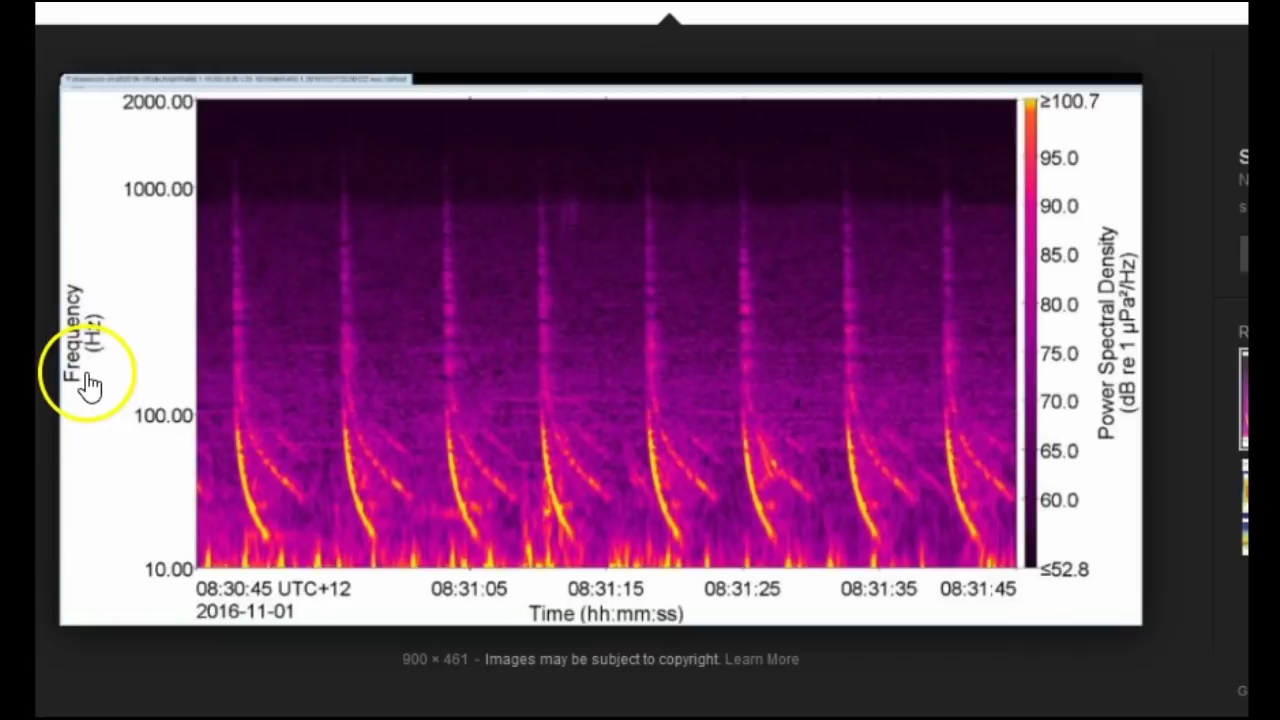 2000.00
1000.00
100.00
10.00
Frequency
(Hz)
08:30:45 UTC+12
08:31:05
08:31:15
08:31:25
08:31:35
08:31:45
2016-11-01
Time (hh:mm:ss)
≥100.7
95.0
90.0
85.0
80.0
75.0
70.0
65.0
60.0
≤52.8
Power Spectral Density
(dB re 1 µPa²/Hz)
900 × 461 - Images may be subject to copyright. Learn More
S
N
s
R
G